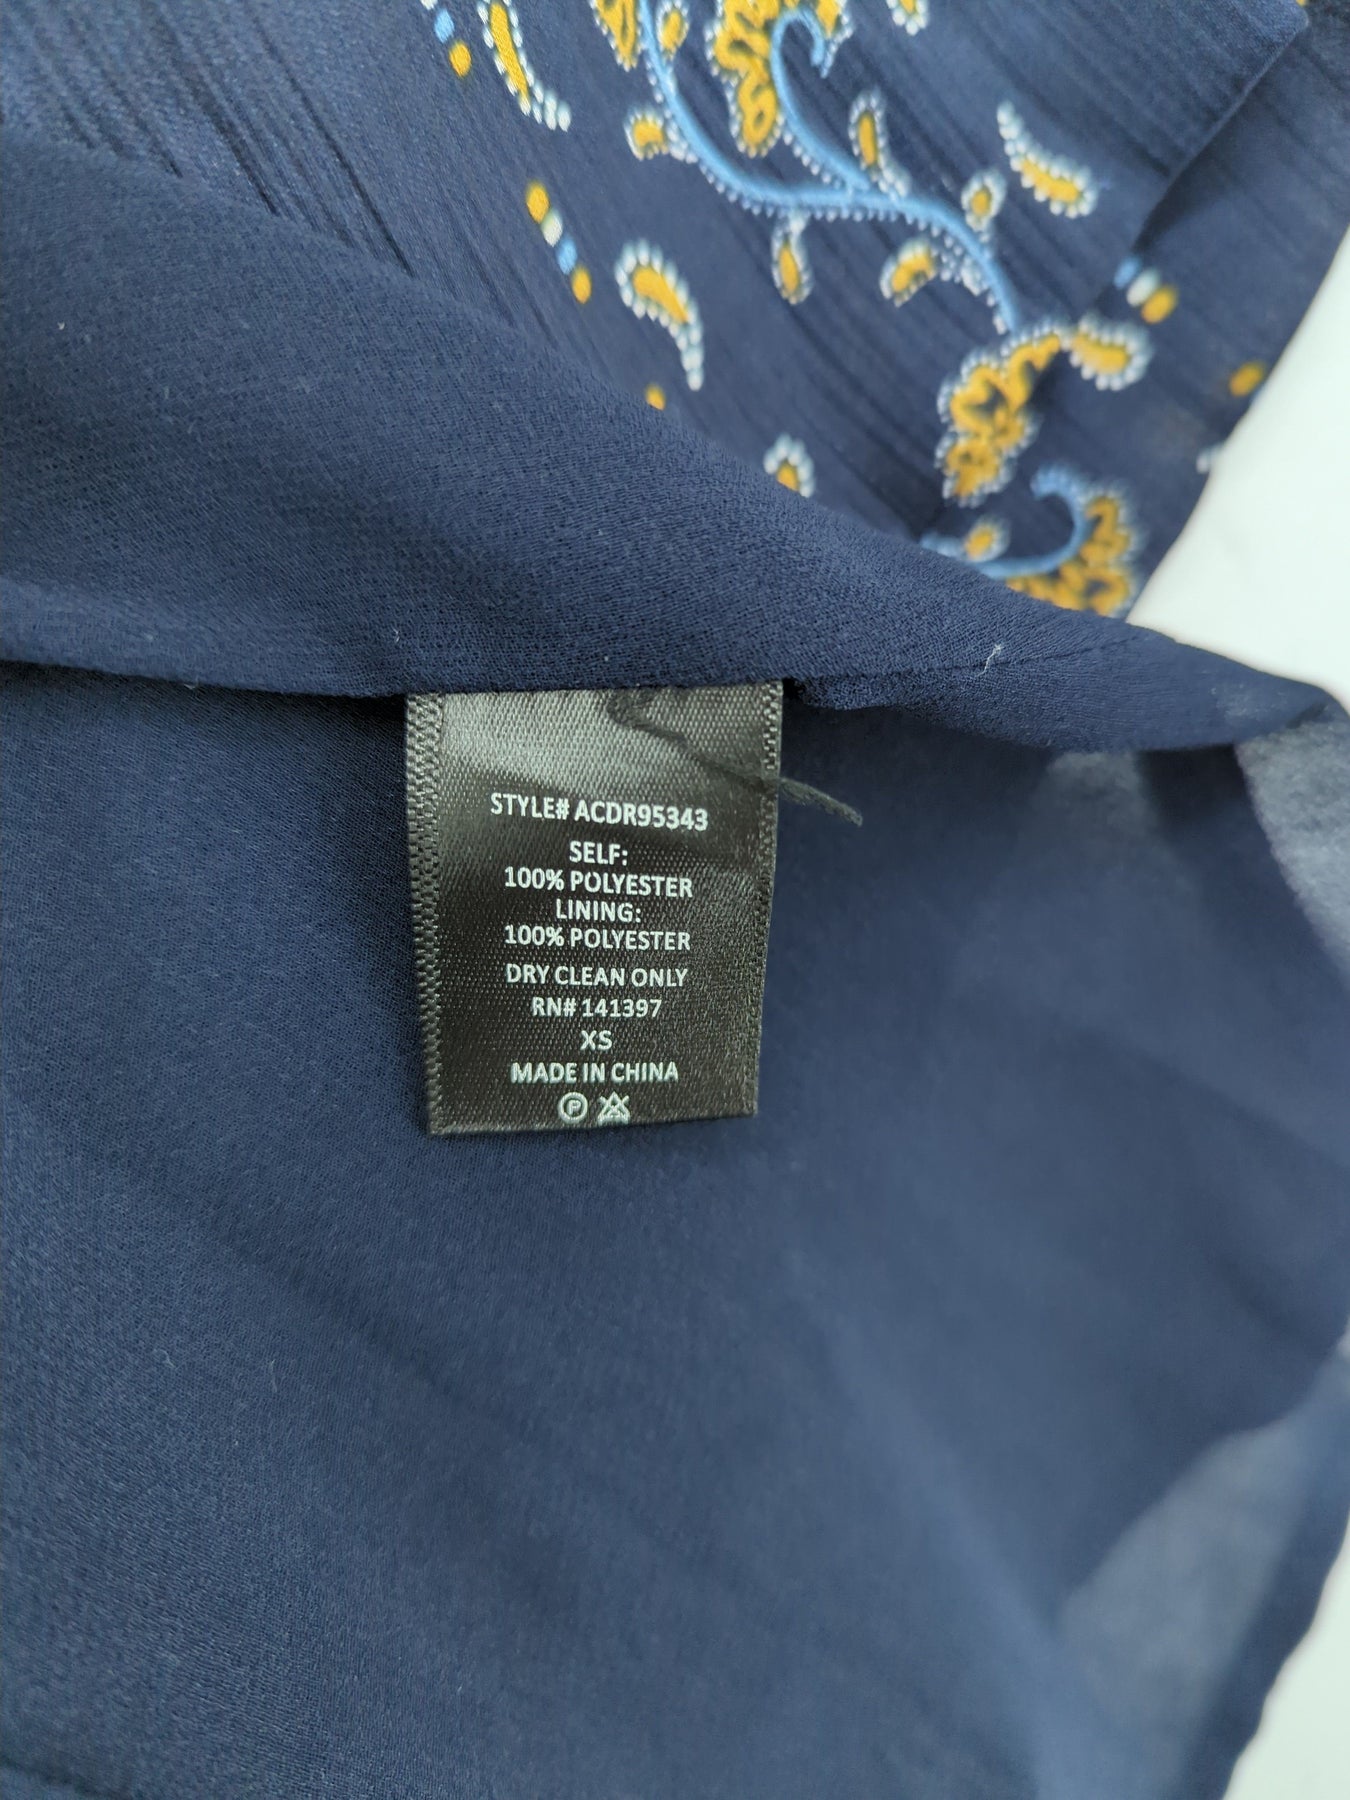 STYLE# ACDR95343
SELF:
100% POLYESTER
LINING:
100% POLYESTER
DRY CLEAN ONLY
RN# 141397
XS
MADE IN CHINA
P